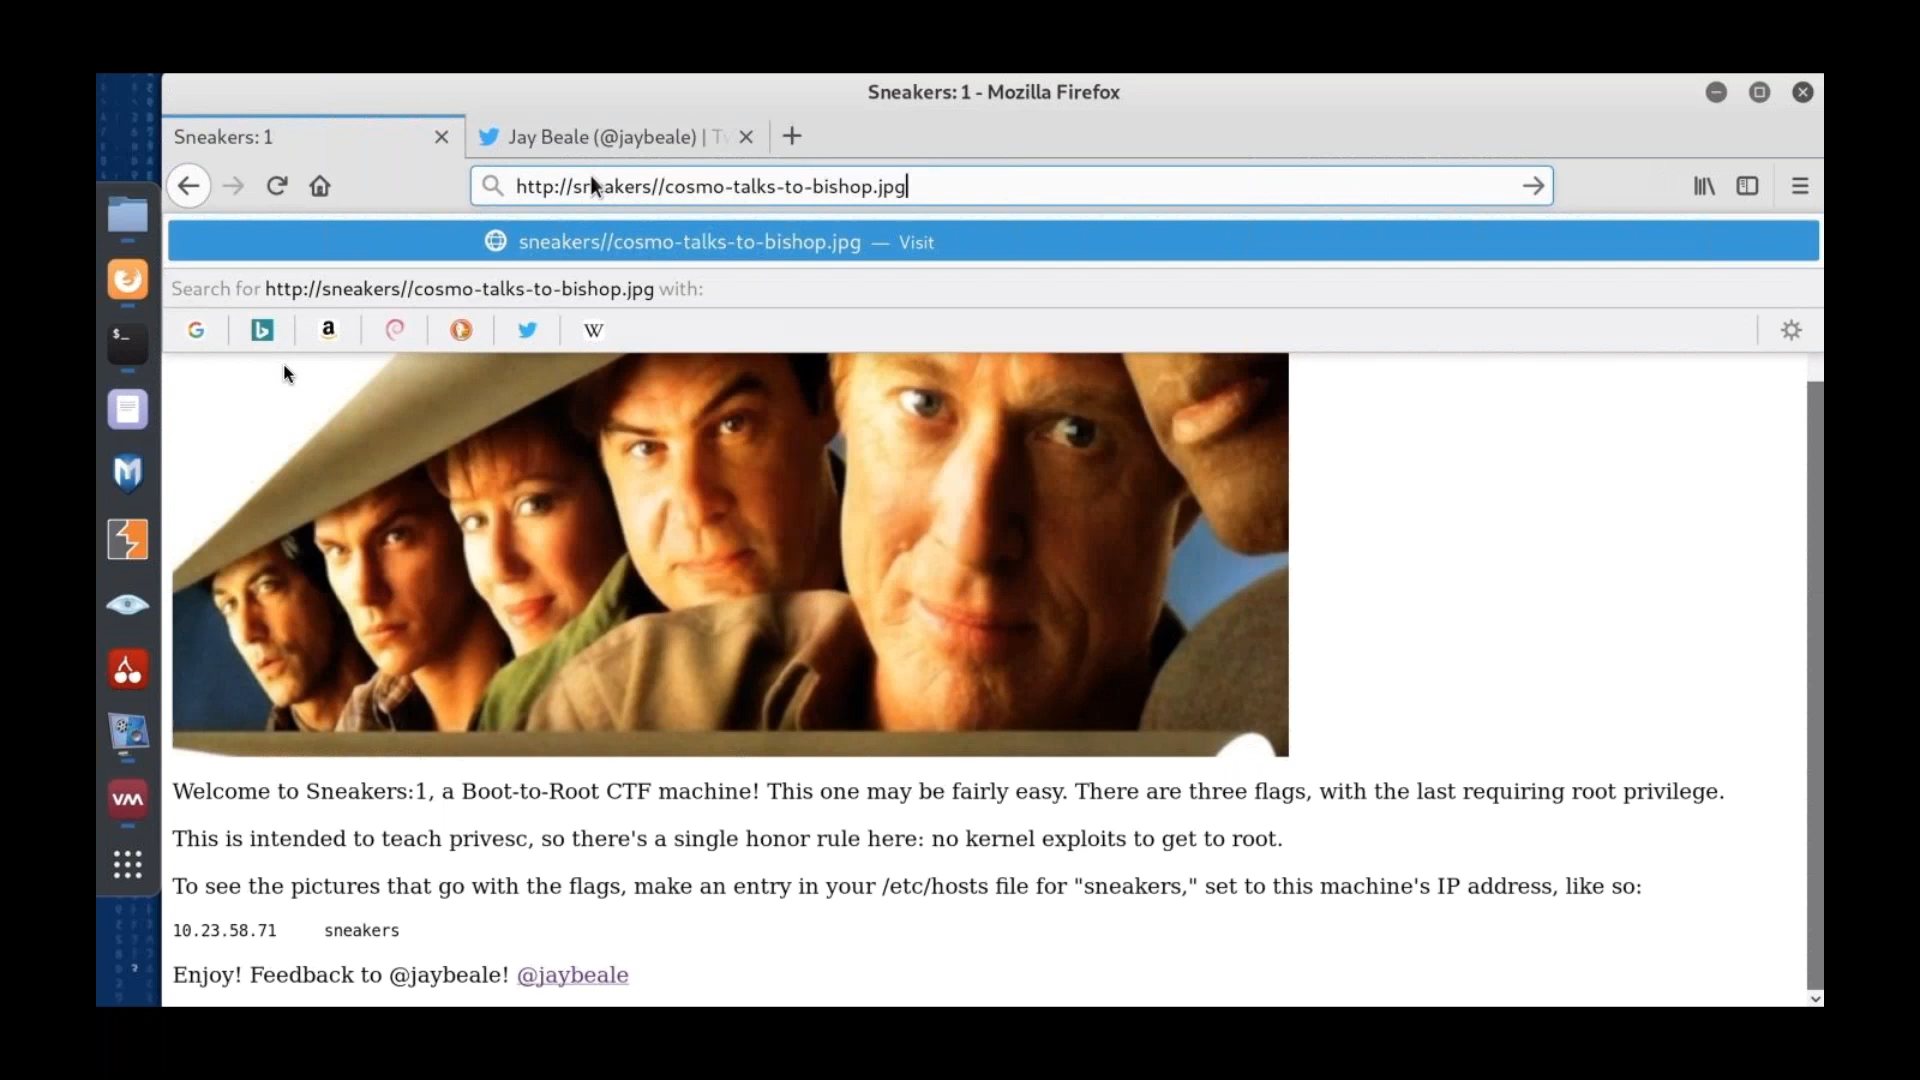 Sneakers: 1 - Mozilla Firefox
Sneakers: 1
Jay Beale (@jaybeale) | Tw
http://sneakers//cosmo-talks-to-bishop.jpg
sneakers//cosmo-talks-to-bishop.jpg — Visit
Search for http://sneakers//cosmo-talks-to-bishop.jpg with:
Welcome to Sneakers:1, a Boot-to-Root CTF machine! This one may be fairly easy. There are three flags, with the last requiring root privilege.
This is intended to teach privesc, so there's a single honor rule here: no kernel exploits to get to root.
To see the pictures that go with the flags, make an entry in your /etc/hosts file for "sneakers," set to this machine's IP address, like so:
10.23.58.71 sneakers
Enjoy! Feedback to @jaybeale! @jaybeale